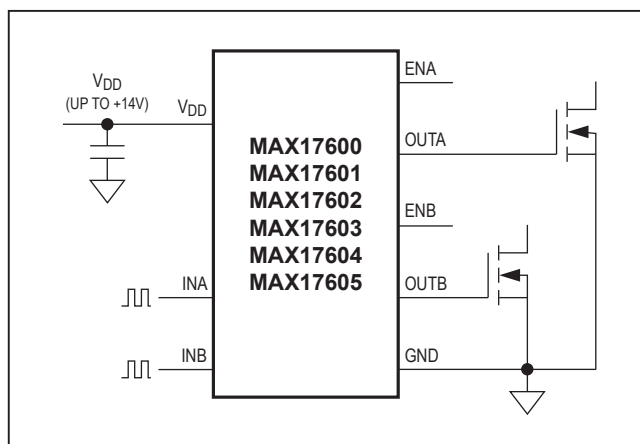 VDD
(UP TO +14V)
VDD
INA
INB
MAX17600
MAX17601
MAX17602
MAX17603
MAX17604
MAX17605
ENA
OUTA
ENB
OUTB
GND